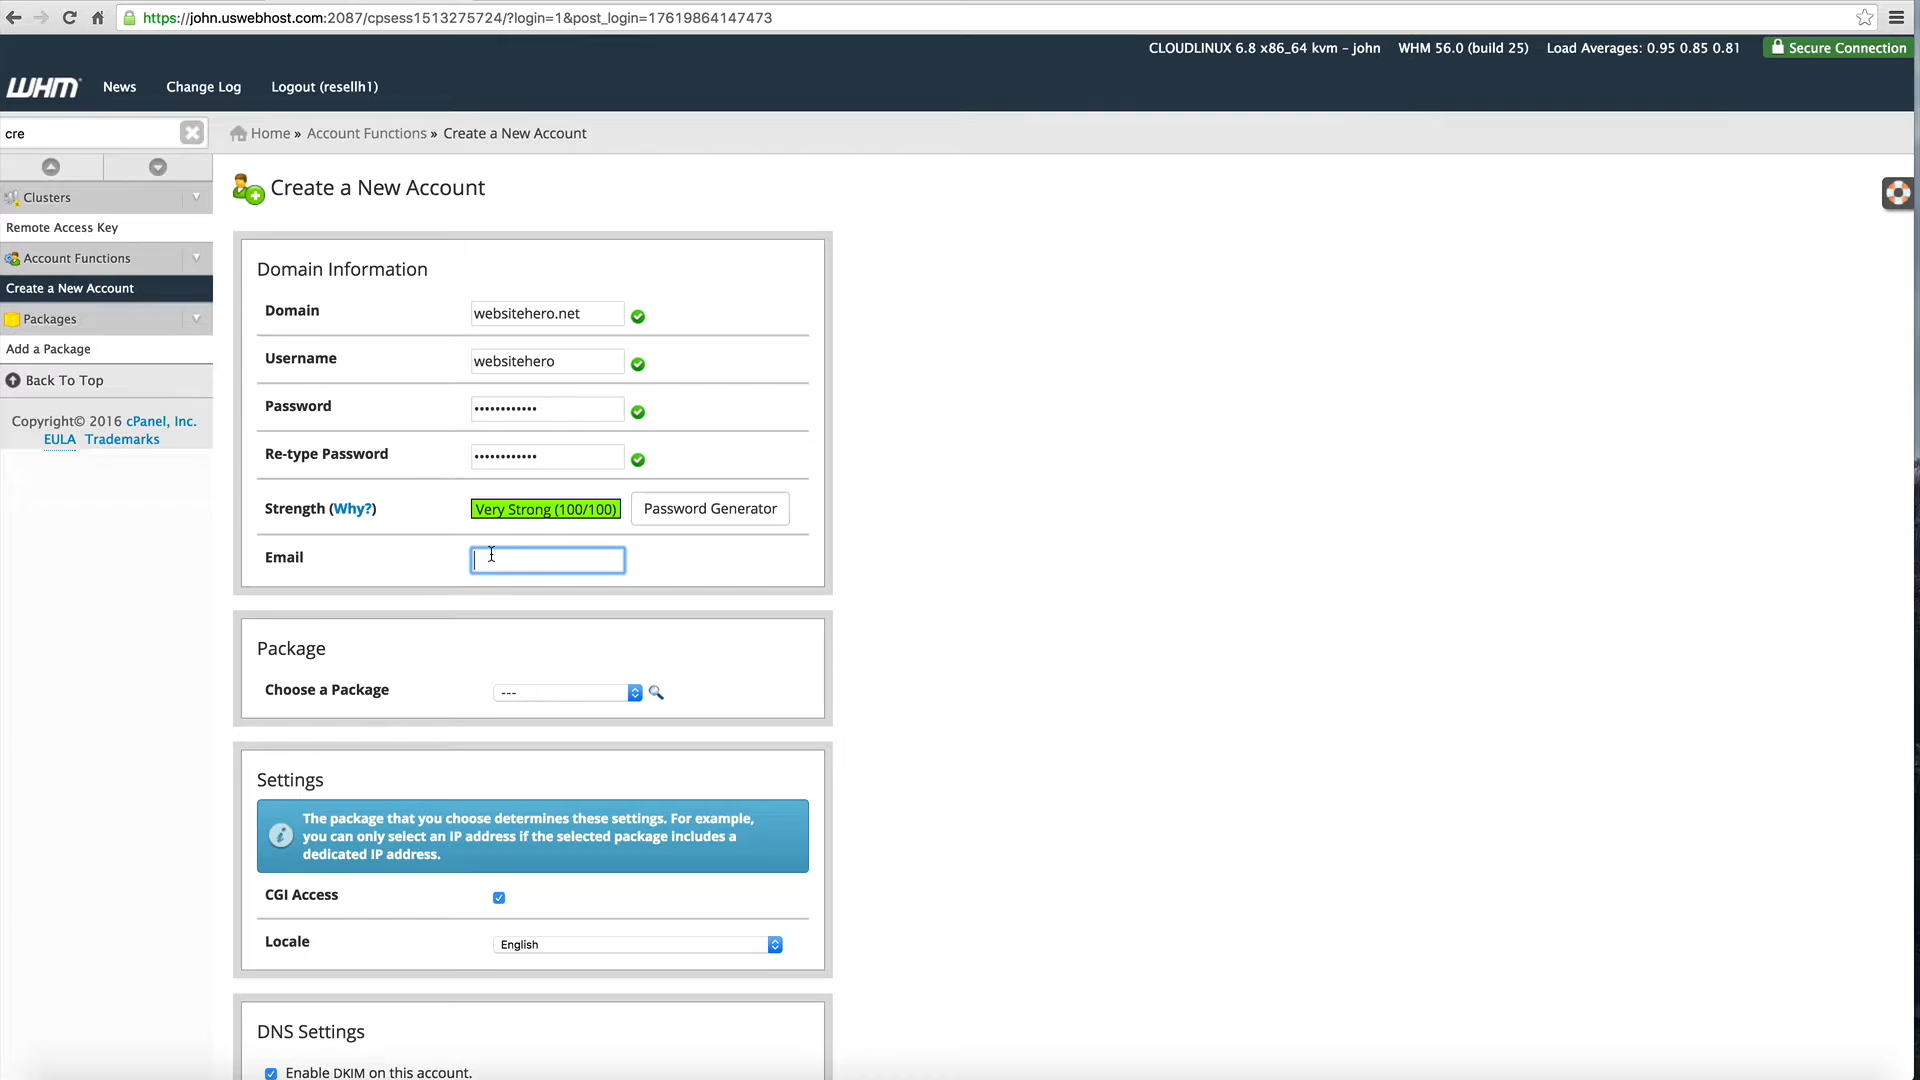 https://john.uswebhost.com:2087/cpsess1513275724/?login=1&post_login=17619864147473
CLOUDLINUX 6.8 x86_64 kvm – john WHM 56.0 (build 25) Load Averages: 0.95 0.85 0.81 Secure Connection
WHM News Change Log Logout (resellh1)
cre
Home » Account Functions » Create a New Account
Clusters
Remote Access Key
Account Functions
Create a New Account
Packages
Add a Package
Back To Top
Copyright© 2016 cPanel, Inc.
EULA Trademarks
Create a New Account
Domain Information
Domain websitehero.net
Username websitehero
Password ••••••••••••
Re-type Password ••••••••••••
Strength (Why?) Very Strong (100/100) Password Generator
Email
Package
Choose a Package ---
Settings
The package that you choose determines these settings. For example,
you can only select an IP address if the selected package includes a
dedicated IP address.
CGI Access
Locale English
DNS Settings
Enable DKIM on this account.